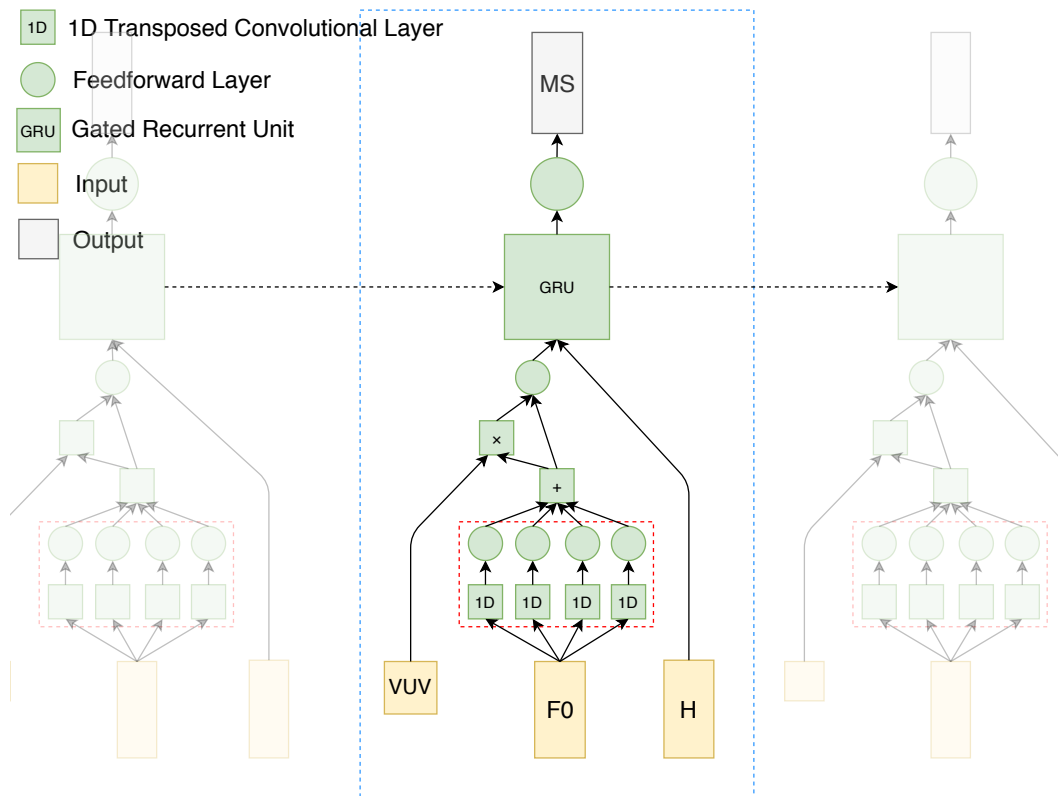 1D 1D Transposed Convolutional Layer
Feedforward Layer
GRU Gated Recurrent Unit
Input
Output
MS
GRU
×
+
1D 1D 1D 1D
VUV F0 H